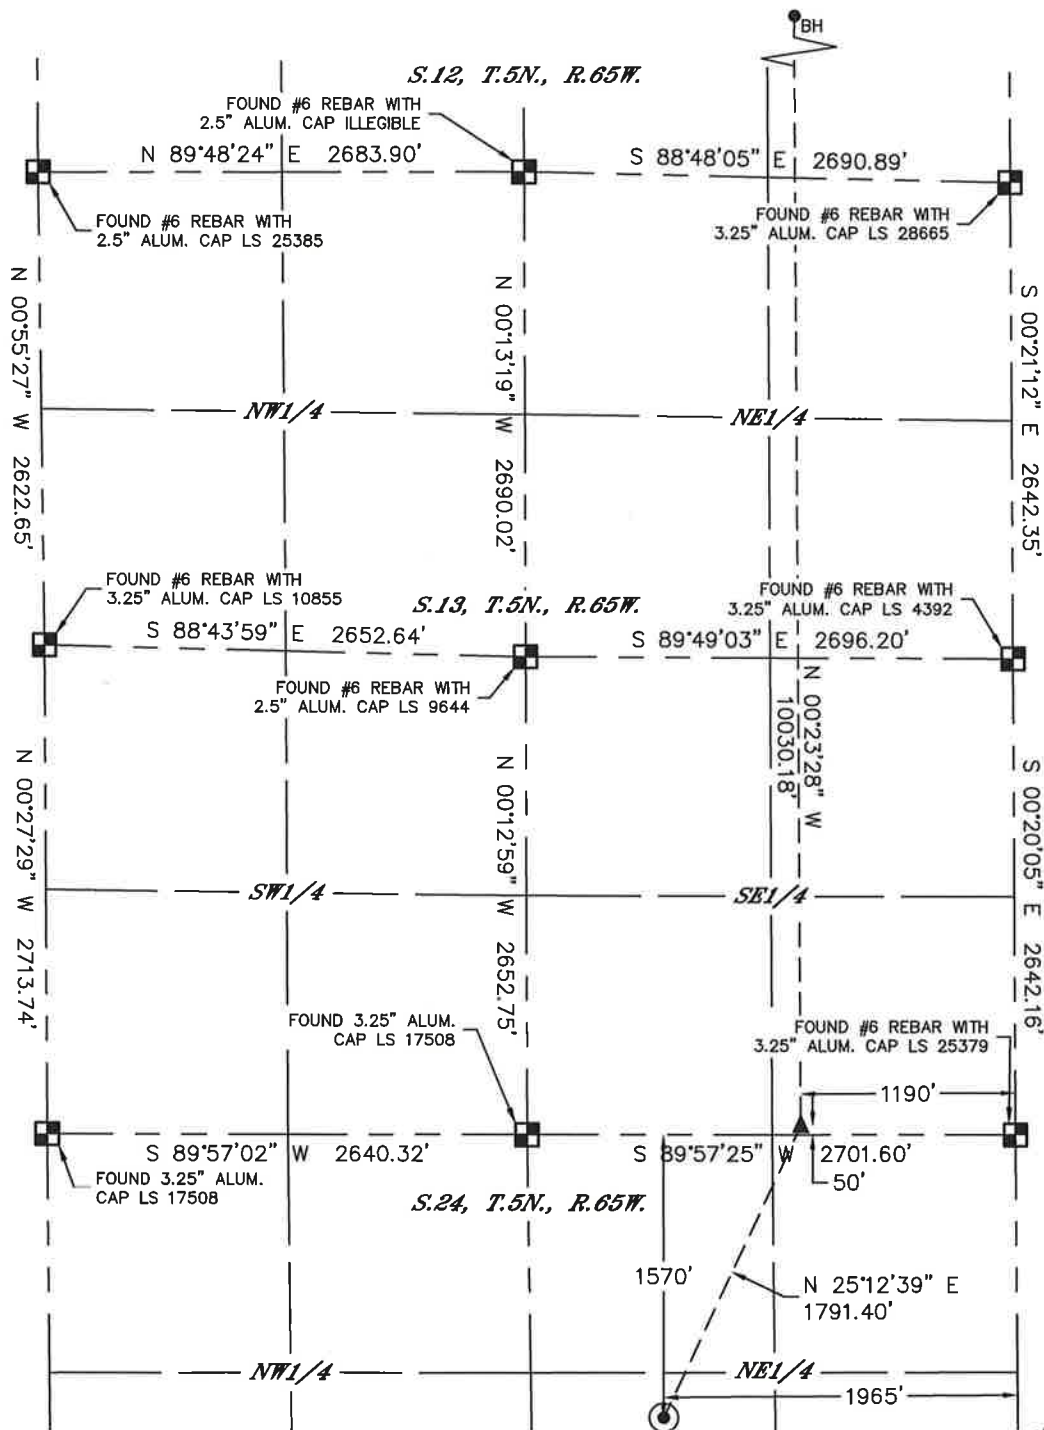 BH
S.12, T.5N., R.65W.
FOUND #6 REBAR WITH
2.5" ALUM. CAP ILLEGIBLE
N 89°48'24" E 2683.90'
S 88°48'05" E 2690.89'
FOUND #6 REBAR WITH
2.5" ALUM. CAP LS 25385
FOUND #6 REBAR WITH
3.25" ALUM. CAP LS 28665
N 00°55'27" W 2622.65'
N 00°13'19" W 2690.02'
S 00°21'12" E 2642.35'
NW1/4
NE1/4
FOUND #6 REBAR WITH
3.25" ALUM. CAP LS 10855
S.13, T.5N., R.65W.
FOUND #6 REBAR WITH
3.25" ALUM. CAP LS 4392
S 88°43'59" E 2652.64'
S 89°49'03" E 2696.20'
FOUND #6 REBAR WITH
2.5" ALUM. CAP LS 9644
N 00°23'28" W
10030.18'
N 00°27'29" W 2713.74'
N 00°12'59" W 2652.75'
S 00°20'05" E 2642.16'
SW1/4
SE1/4
FOUND 3.25" ALUM.
CAP LS 17508
FOUND #6 REBAR WITH
3.25" ALUM. CAP LS 25379
1190'
S 89°57'02" W 2640.32'
S 89°57'25" W 2701.60'
FOUND 3.25" ALUM.
CAP LS 17508
50'
S.24, T.5N., R.65W.
1570'
N 25°12'39" E
1791.40'
NW1/4
NE1/4
1965'